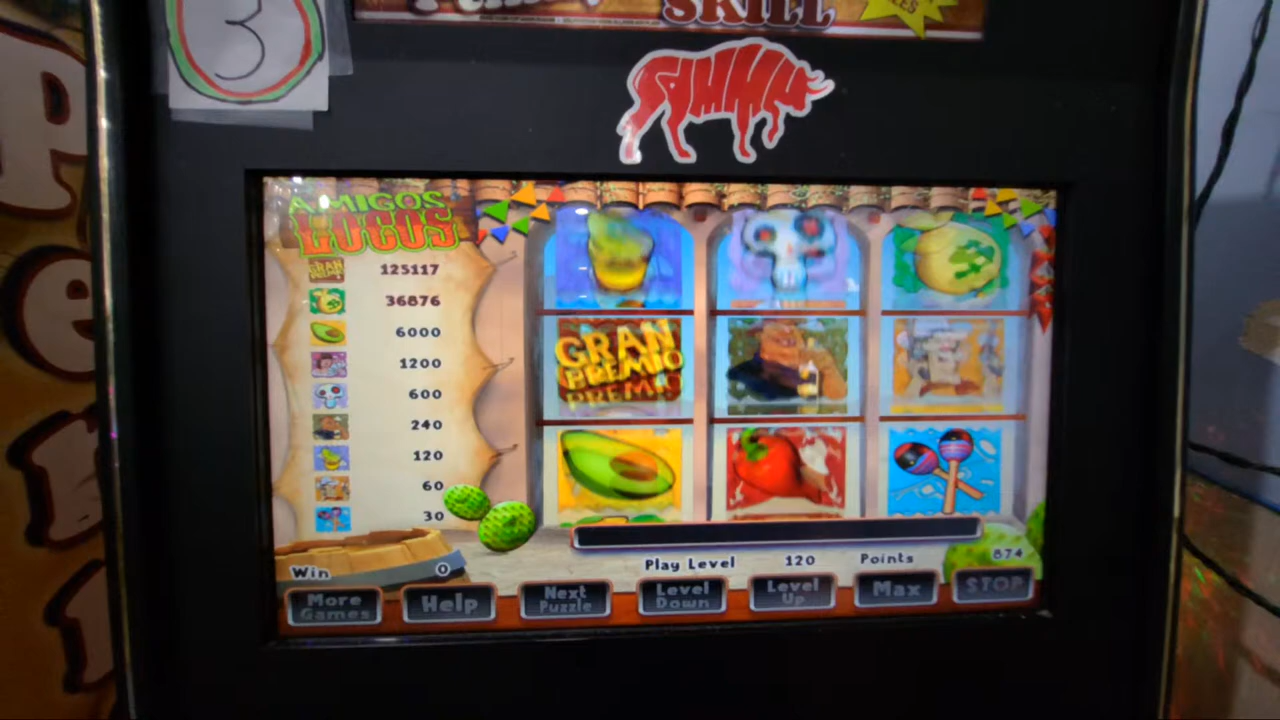 3
SKILL
AMIGOS
LOCOS
GRAN
PREMIO
125117
36876
6000
1200
600
240
120
60
30
GRAN
PREMIO
Win
0
Play Level
120
Points
874
More
Games
Help
Next
Puzzle
Level
Down
Level
Up
Max
STOP